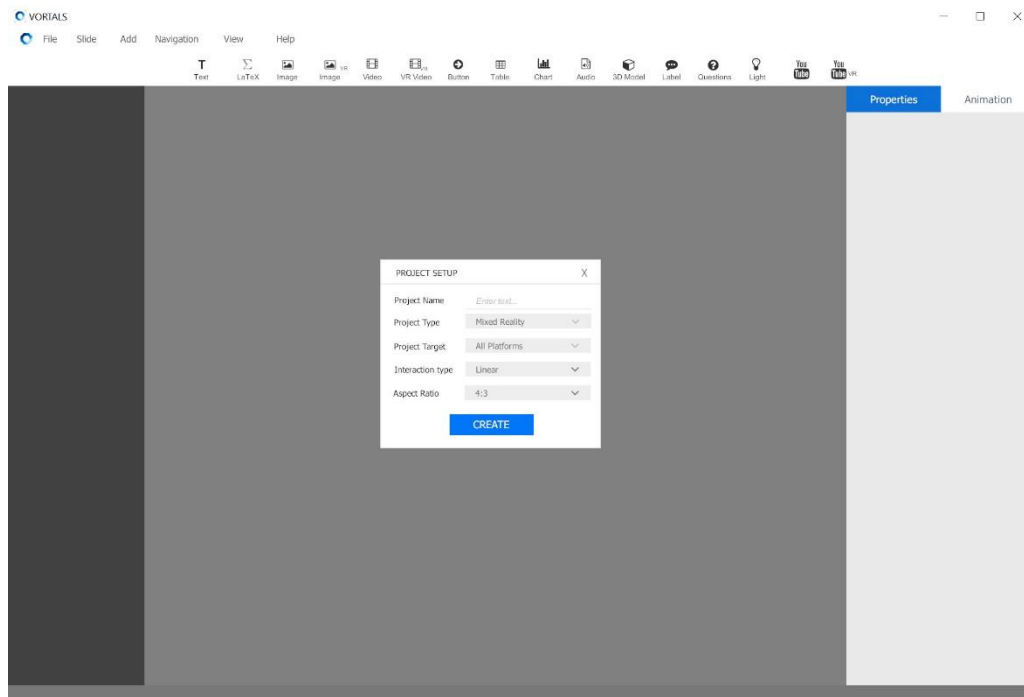 VORTALS
File Slide Add Navigation View Help
T Σ VR VR You Tube You Tube VR
Text LaTeX Image Image Video VR Video Button Table Chart Audio 3D Model Label Questions Light
Properties Animation
PROJECT SETUP X
Project Name Enter text...
Project Type Mixed Reality
Project Target All Platforms
Interaction type Linear
Aspect Ratio 4:3
CREATE